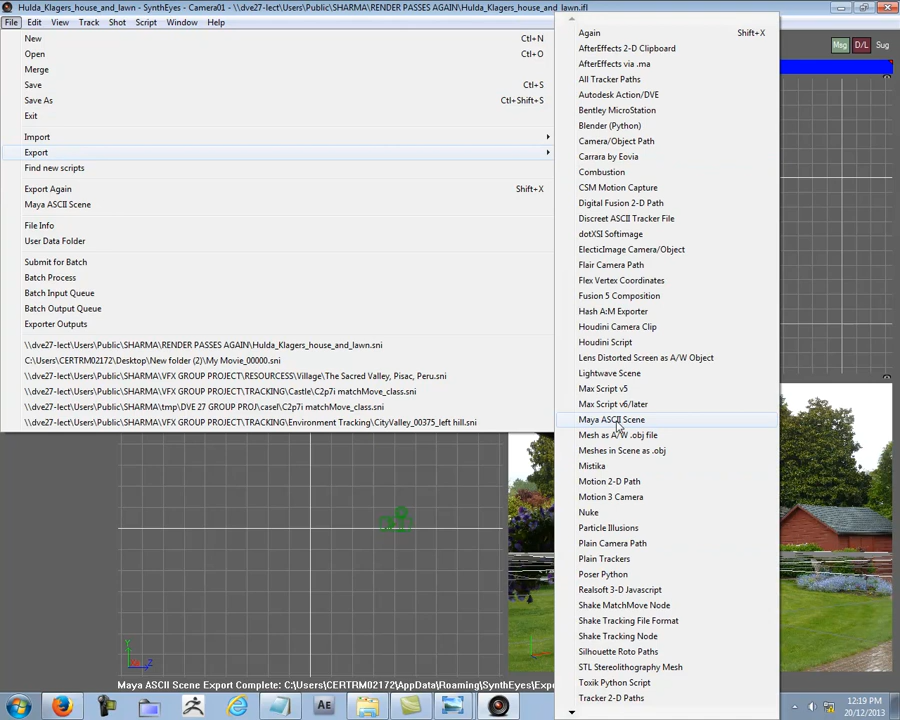 Hulda_Klagers_house_and_lawn - SynthEyes - Camera01 - \\dve27-lect\Users\Public\SHARMA\RENDER PASSES AGAIN\Hulda_Klagers_house_and_lawn.ifl
File Edit View Track Shot Script Window Help
New Ctl+N
Open Ctl+O
Merge
Save Ctl+S
Save As Ctl+Shift+S
Exit
Import
Export
Find new scripts
Export Again Shift+X
Maya ASCII Scene
File Info
User Data Folder
Submit for Batch
Batch Process
Batch Input Queue
Batch Output Queue
Exporter Outputs
\\dve27-lect\Users\Public\SHARMA\RENDER PASSES AGAIN\Hulda_Klagers_house_and_lawn.sni
C:\Users\CERTRM02172\Desktop\New folder (2)\My Movie_00000.sni
\\dve27-lect\Users\Public\SHARMA\VFX GROUP PROJECT\RESOURCESS\Village\The Sacred Valley, Pisac, Peru.sni
\\dve27-lect\Users\Public\SHARMA\VFX GROUP PROJECT\TRACKING\Castle\C2p7i matchMove_class.sni
\\dve27-lect\Users\Public\SHARMA\tmp\DVE 27 GROUP PROJ\casel\C2p7i matchMove_class.sni
\\dve27-lect\Users\Public\SHARMA\VFX GROUP PROJECT\TRACKING\Environment Tracking\CityValley_00375_left hill.sni
Again Shift+X
AfterEffects 2-D Clipboard
AfterEffects via .ma
All Tracker Paths
Autodesk Action/DVE
Bentley MicroStation
Blender (Python)
Camera/Object Path
Carrara by Eovia
Combustion
CSM Motion Capture
Digital Fusion 2-D Path
Discreet ASCII Tracker File
dotXSI Softimage
ElecticImage Camera/Object
Flair Camera Path
Flex Vertex Coordinates
Fusion 5 Composition
Hash A:M Exporter
Houdini Camera Clip
Houdini Script
Lens Distorted Screen as A/W Object
Lightwave Scene
Max Script v5
Max Script v6/later
Maya ASCII Scene
Mesh as A/W .obj file
Meshes in Scene as .obj
Mistika
Motion 2-D Path
Motion 3 Camera
Nuke
Particle Illusions
Plain Camera Path
Plain Trackers
Poser Python
Realsoft 3-D Javascript
Shake MatchMove Node
Shake Tracking File Format
Shake Tracking Node
Silhouette Roto Paths
STL Stereolithography Mesh
Toxik Python Script
Tracker 2-D Paths
Msg D/L Sug
Y
Z
Maya ASCII Scene Export Complete: C:\Users\CERTRM02172\AppData\Roaming\SynthEyes\Expo
Ae
12:19 PM
20/12/2013